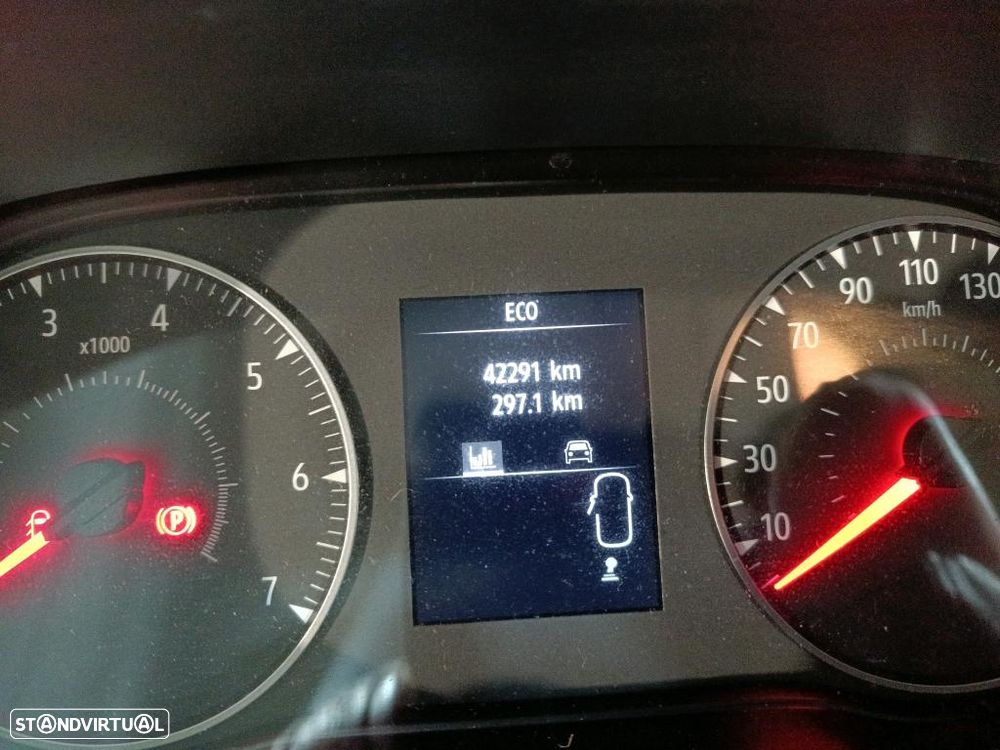 ECO
42291 km
297.1 km
3 4 5 6 7
x1000
P
10 30 50 70 90 110 130
km/h
STANDVIRTUAL